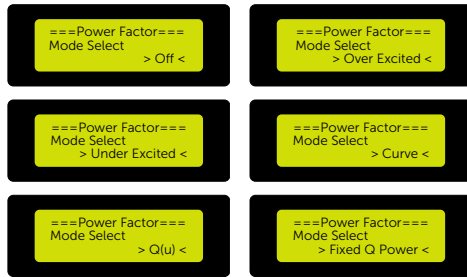 ===Power Factor===
Mode Select
> Off <
===Power Factor===
Mode Select
> Over Excited <
===Power Factor===
Mode Select
> Under Excited <
===Power Factor===
Mode Select
> Curve <
===Power Factor===
Mode Select
> Q(u) <
===Power Factor===
Mode Select
> Fixed Q Power <